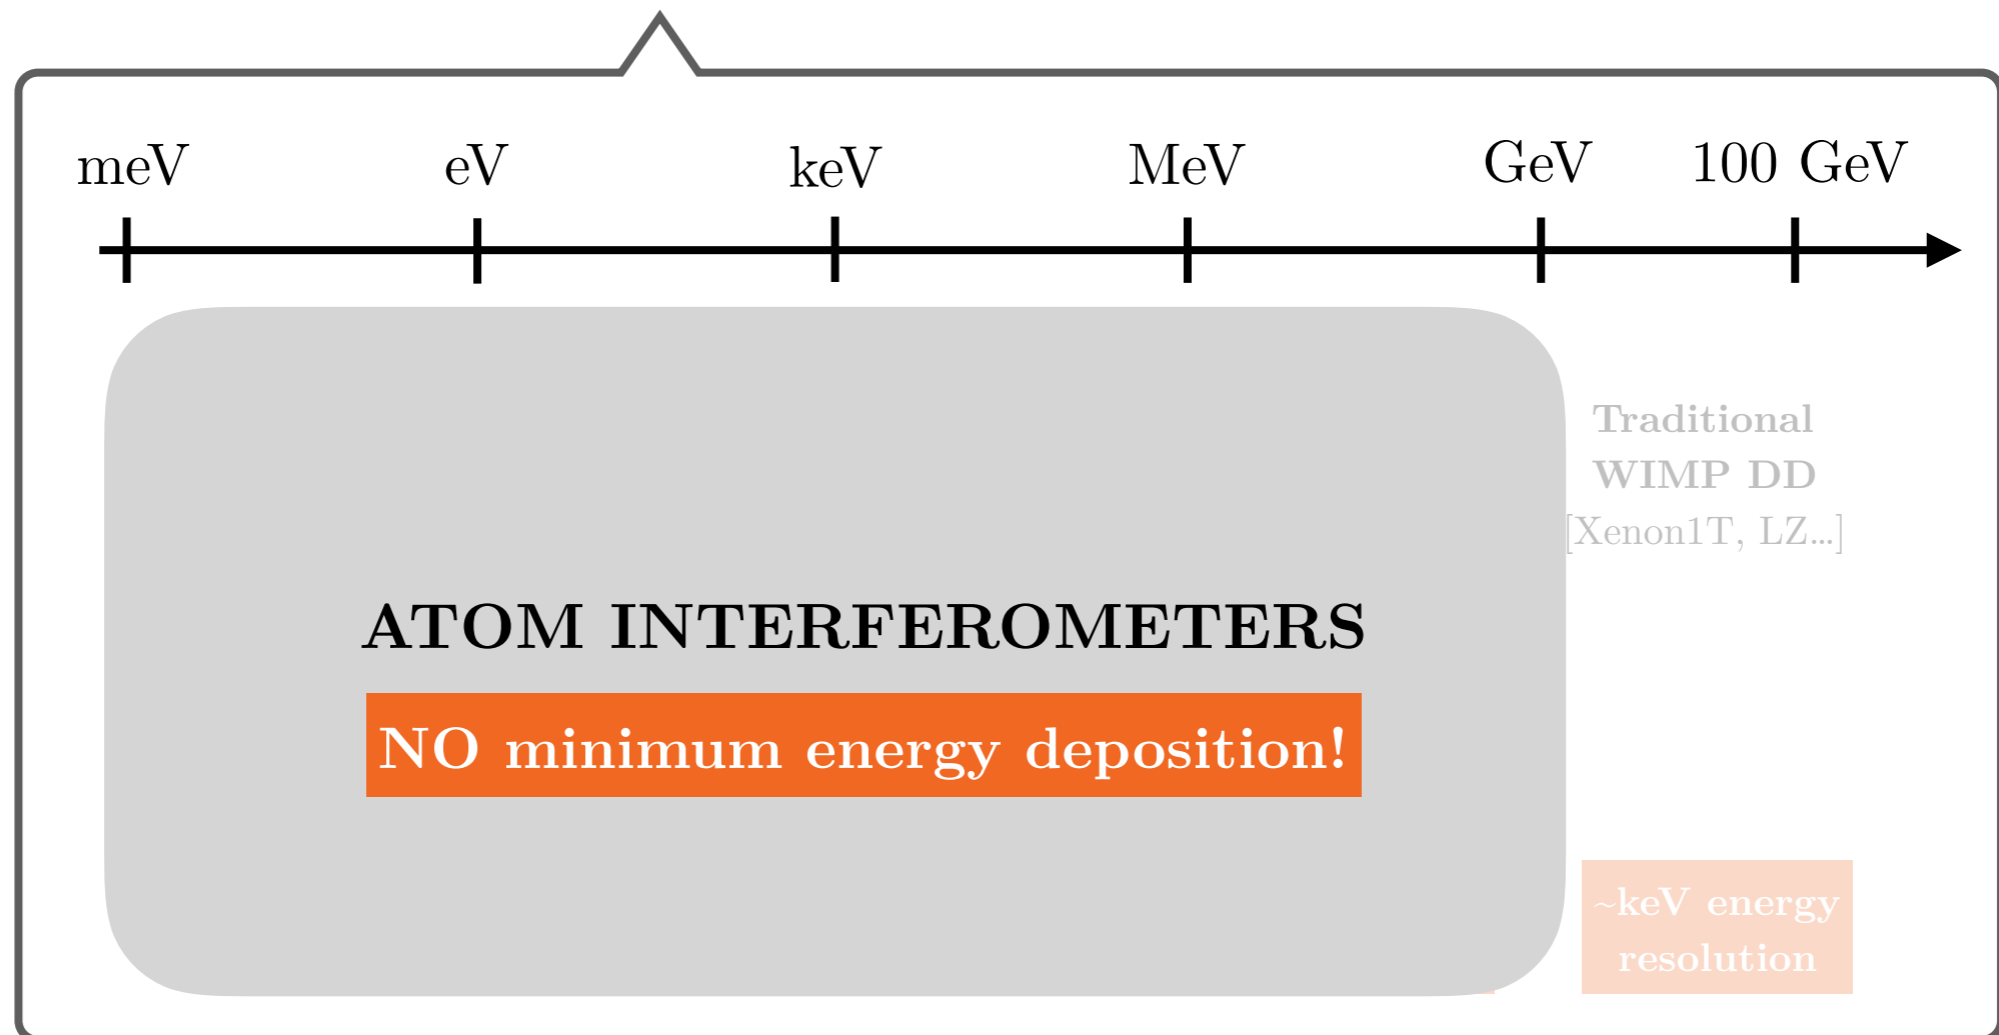 meV eV keV MeV GeV 100 GeV
Traditional
WIMP DD
[Xenon1T, LZ...]
ATOM INTERFEROMETERS
NO minimum energy deposition!
~keV energy
resolution